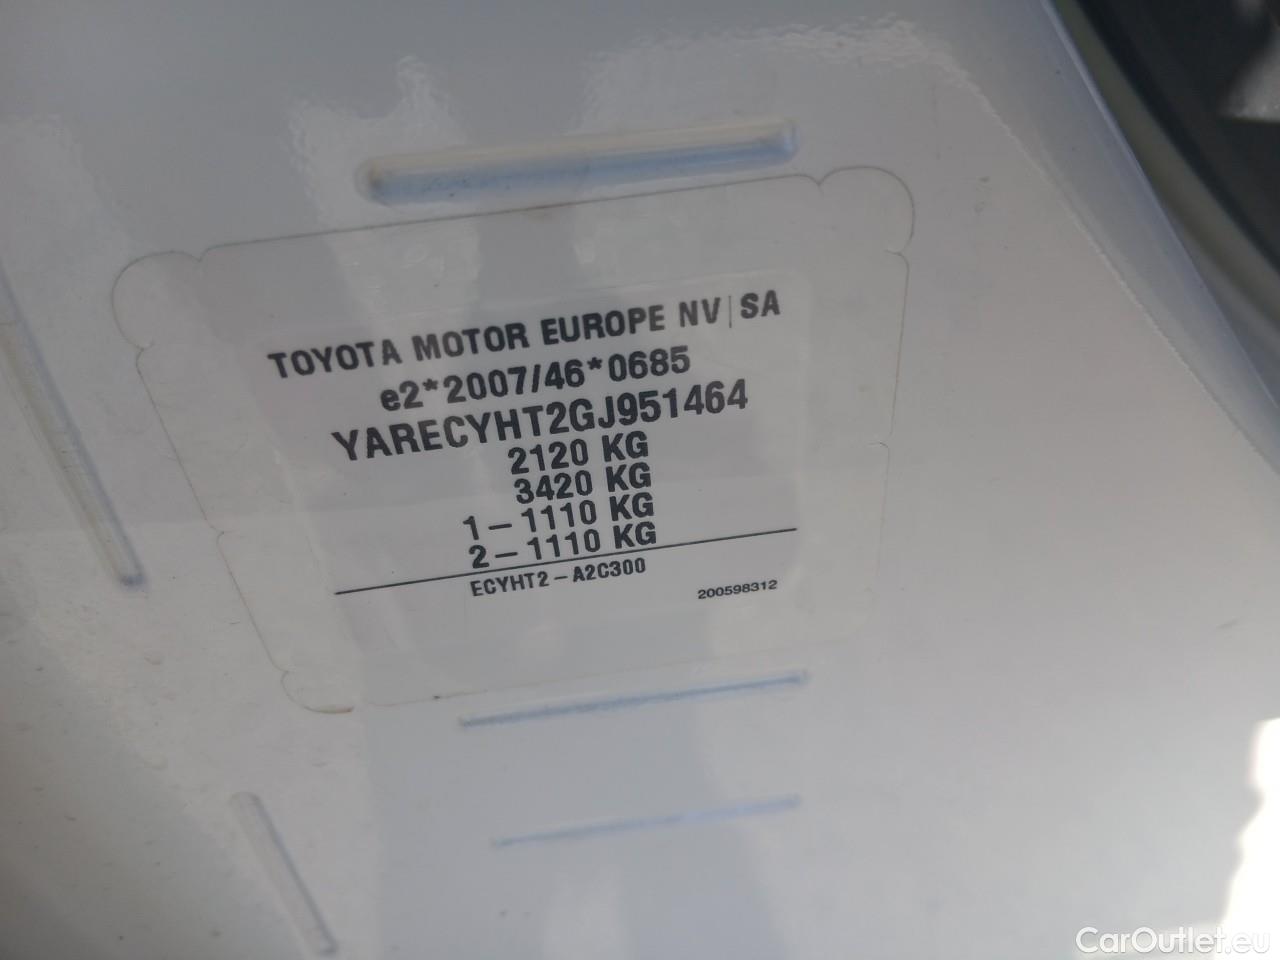 TOYOTA MOTOR EUROPE NV|SA
e2*2007/46*0685
YARECYHT2GJ951464
2120 KG
3420 KG
1 – 1110 KG
2 – 1110 KG
ECYHT2 – A2C300
200598312
CarOutlet.eu